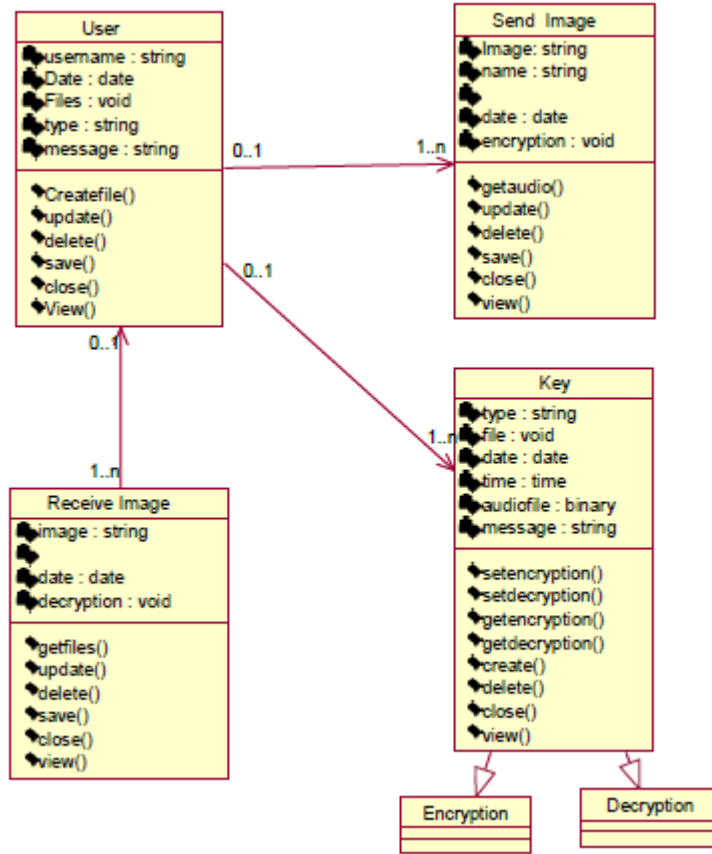 User
username : string
Date : date
Files : void
type : string
message : string
Createfile()
update()
delete()
save()
close()
View()
Send Image
Image: string
name : string
date : date
encryption : void
getaudio()
update()
delete()
save()
close()
view()
0..1
1..n
0..1
1..n
0..1
1..n
Key
type : string
file : void
date : date
time : time
audiofile : binary
message : string
setencryption()
setdecryption()
getencryption()
getdecryption()
create()
delete()
close()
view()
Receive Image
image : string
date : date
decryption : void
getfiles()
update()
delete()
save()
close()
view()
Encryption
Decryption